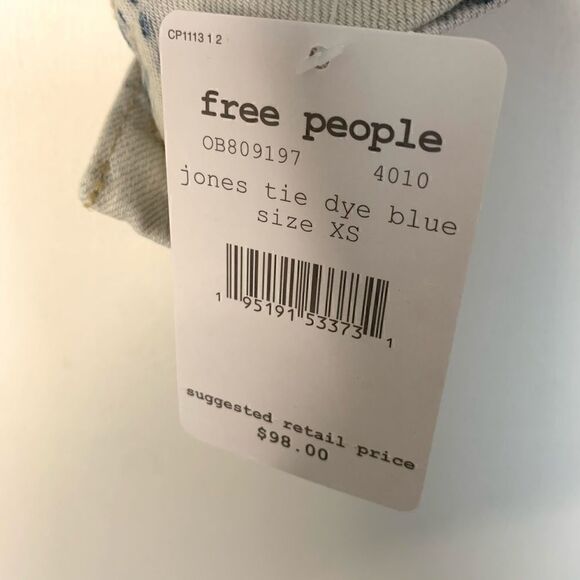 CP1113 1 2
free people
OB809197 4010
jones tie dye blue
size XS
1 95191 53373 1
suggested retail price
$98.00